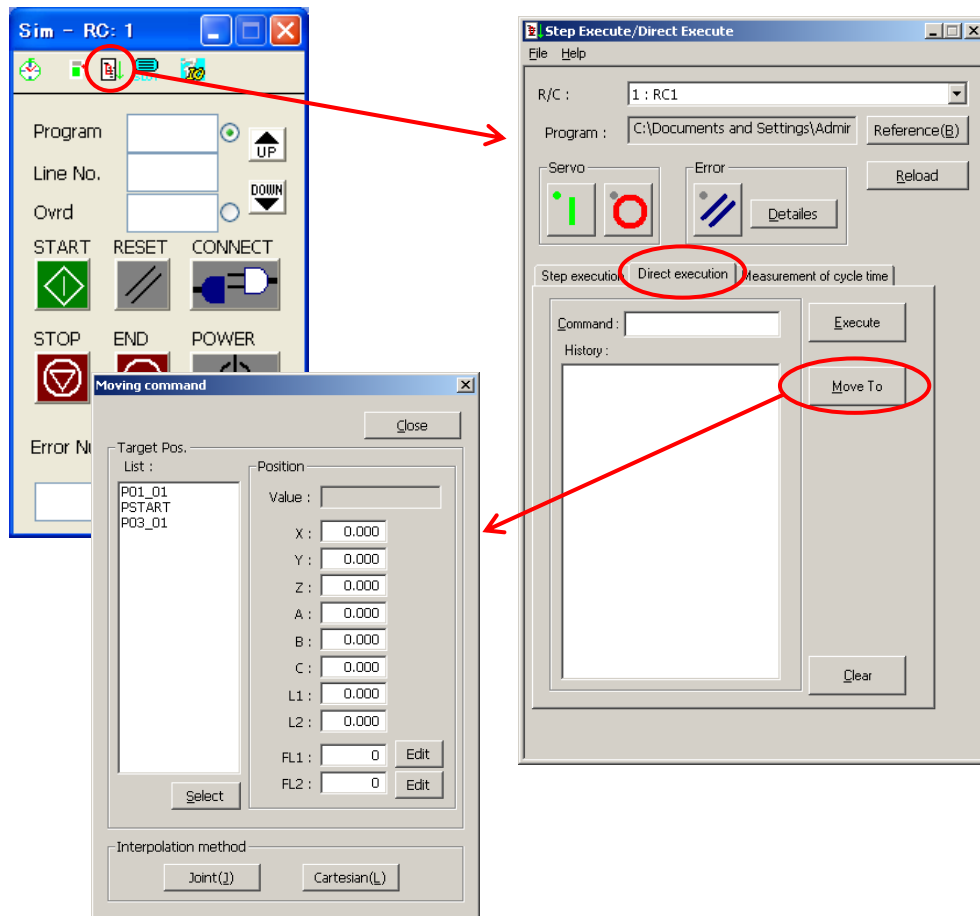 Sim - RC: 1
Program
UP
Line No.
DOWN
Ovrd
START RESET CONNECT
STOP END POWER
Step Execute/Direct Execute
File Help
R/C : 1 : RC1
Program : C:\Documents and Settings\Admir Reference(B)
Servo Error Reload
Detailes
Step execution Direct execution Measurement of cycle time
Command : Execute
History :
Move To
Clear
Moving command
Close
Target Pos.
List : Position
P01_01
PSTART
P03_01
Value :
X : 0.000
Y : 0.000
Z : 0.000
A : 0.000
B : 0.000
C : 0.000
L1 : 0.000
L2 : 0.000
FL1 : 0 Edit
FL2 : 0 Edit
Select
Interpolation method
Joint(J) Cartesian(L)
Error